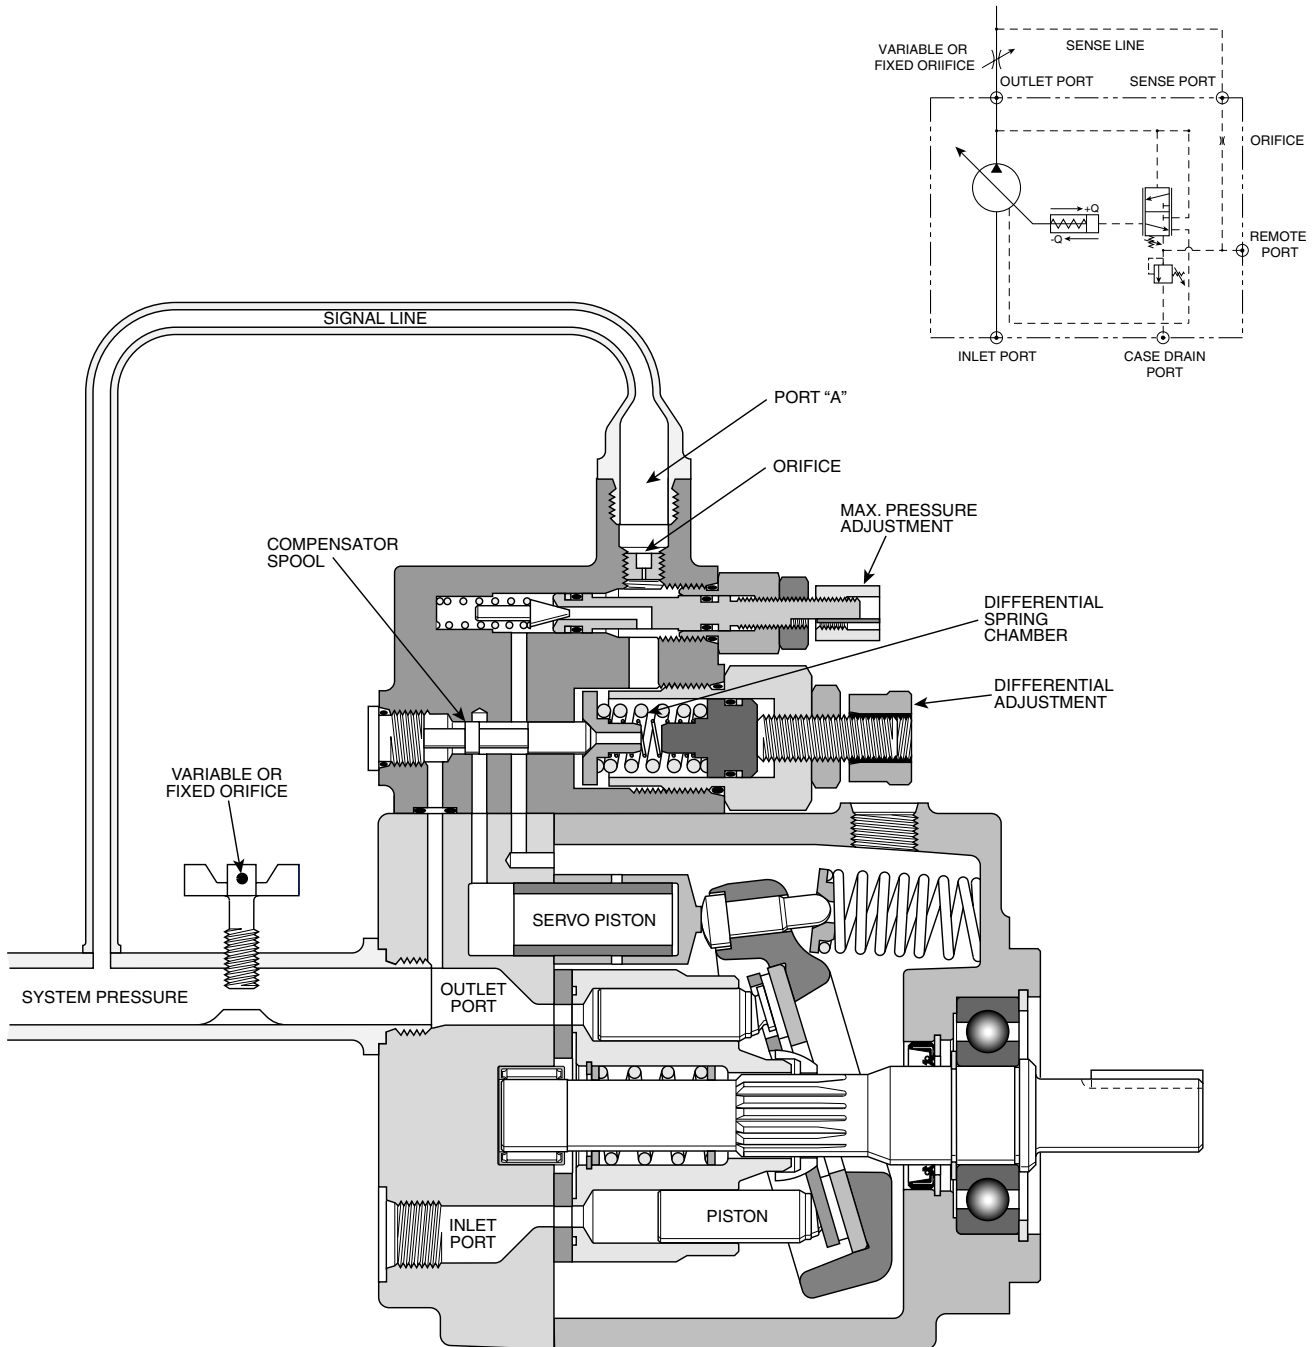 VARIABLE OR
FIXED ORIIFICE
SENSE LINE
OUTLET PORT
SENSE PORT
ORIFICE
+Q
-Q
REMOTE
PORT
INLET PORT
CASE DRAIN
PORT
SIGNAL LINE
PORT “A”
ORIFICE
MAX. PRESSURE
ADJUSTMENT
COMPENSATOR
SPOOL
DIFFERENTIAL
SPRING
CHAMBER
DIFFERENTIAL
ADJUSTMENT
VARIABLE OR
FIXED ORIFICE
SERVO PISTON
SYSTEM PRESSURE
OUTLET
PORT
PISTON
INLET
PORT